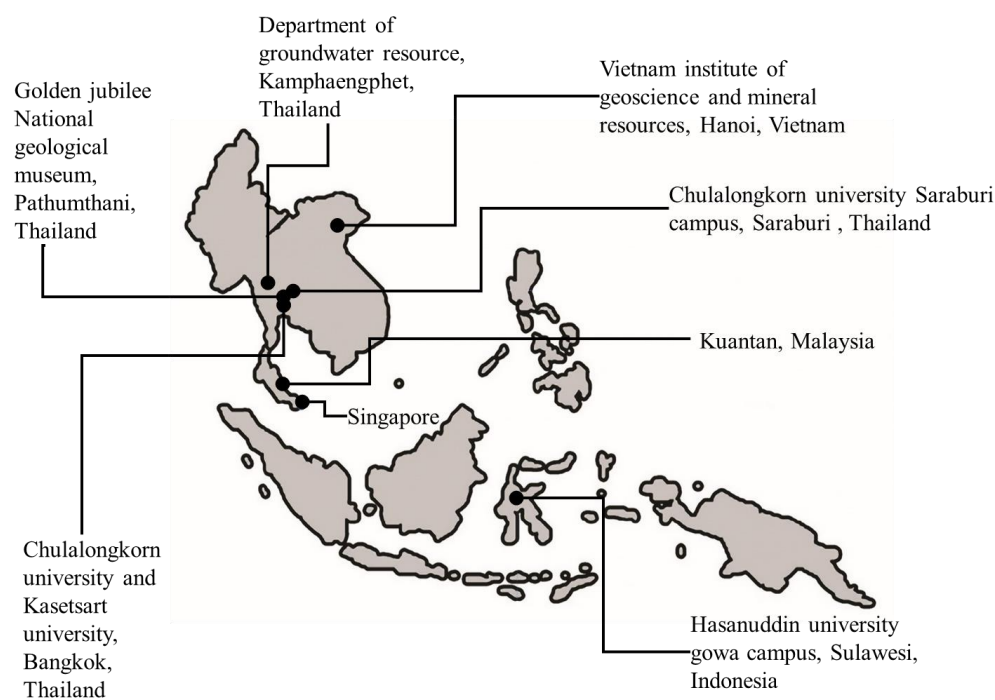 Department of
groundwater resource,
Kamphaengphet,
Thailand
Vietnam institute of
geoscience and mineral
resources, Hanoi, Vietnam
Golden jubilee
National
geological
museum,
Pathumthani,
Thailand
Chulalongkorn university Saraburi
campus, Saraburi , Thailand
Kuantan, Malaysia
Singapore
Chulalongkorn
university and
Kasetsart
university,
Bangkok,
Thailand
Hasanuddin university
gowa campus, Sulawesi,
Indonesia